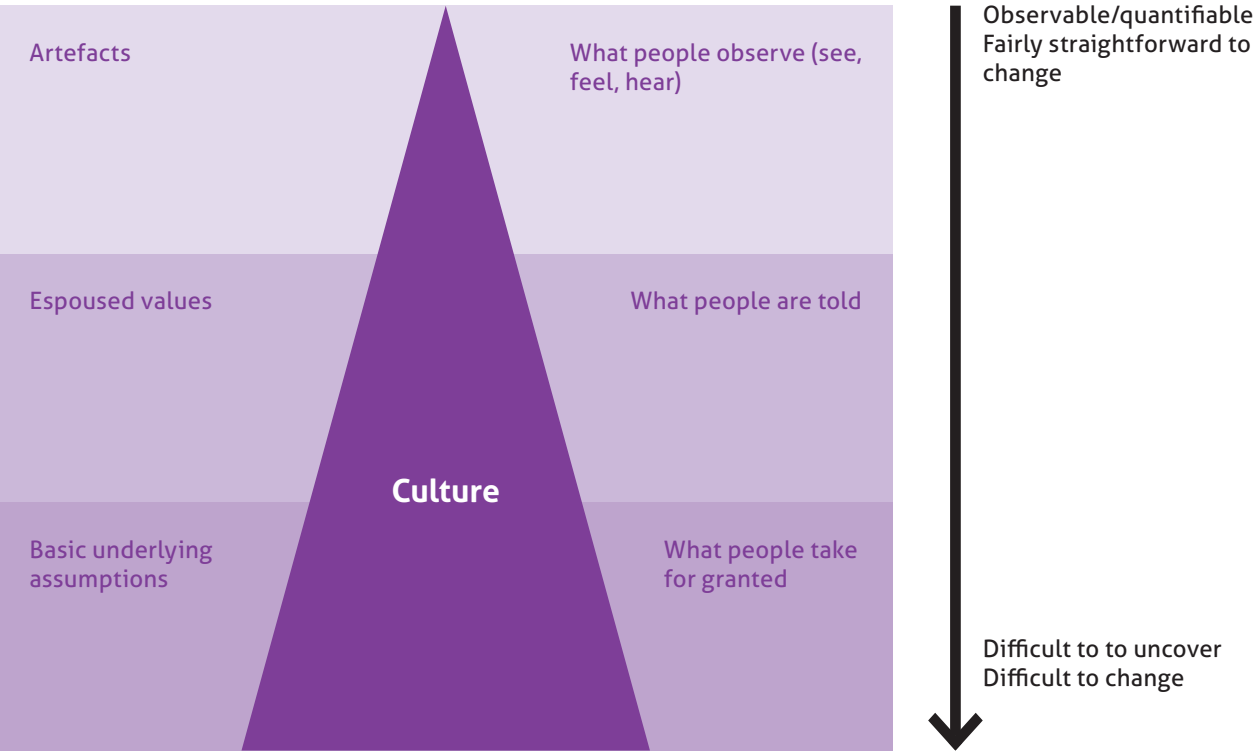 Artefacts
What people observe (see,
feel, hear)
Observable/quantifiable
Fairly straightforward to
change
Espoused values
What people are told
Culture
Basic underlying
assumptions
What people take
for granted
Difficult to to uncover
Difficult to change